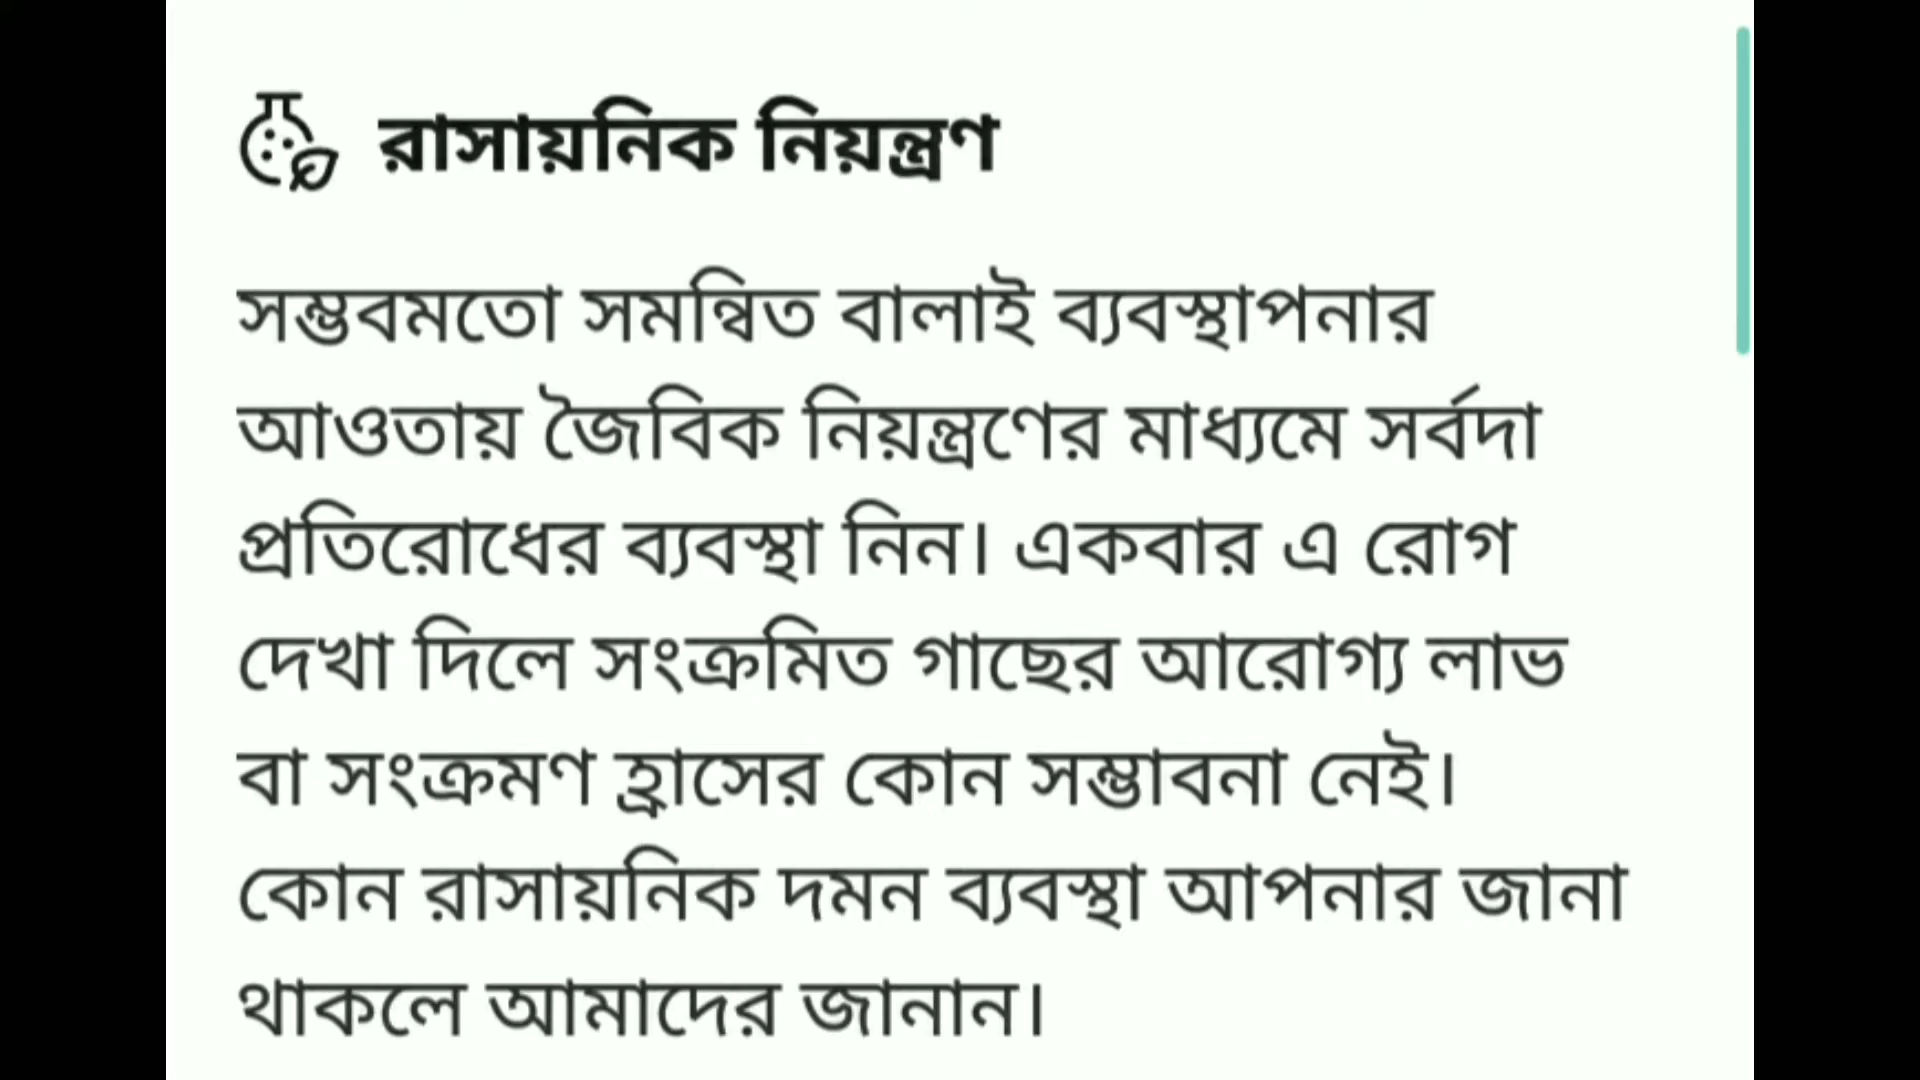 রাসায়নিক নিয়ন্ত্রণ
সম্ভবমতো সমন্বিত বালাই ব্যবস্থাপনার
আওতায় জৈবিক নিয়ন্ত্রণের মাধ্যমে সর্বদা
প্রতিরোধের ব্যবস্থা নিন। একবার এ রোগ
দেখা দিলে সংক্রমিত গাছের আরোগ্য লাভ
বা সংক্রমণ হ্রাসের কোন সম্ভাবনা নেই।
কোন রাসায়নিক দমন ব্যবস্থা আপনার জানা
থাকলে আমাদের জানান।